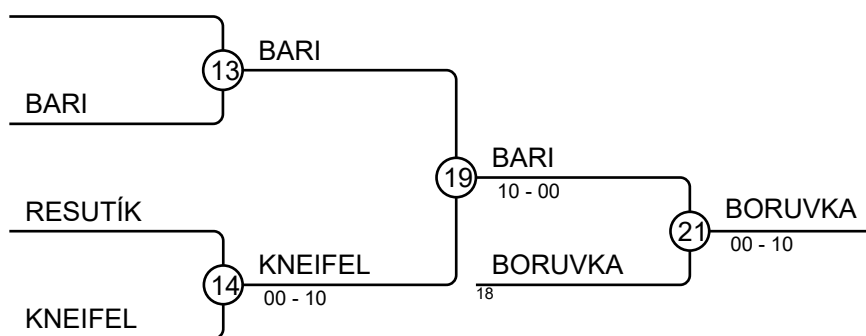 BARI
13
BARI
RESUTÍK
14
KNEIFEL
00 - 10
KNEIFEL
19
BARI
10 - 00
BORUVKA
18
21
BORUVKA
00 - 10